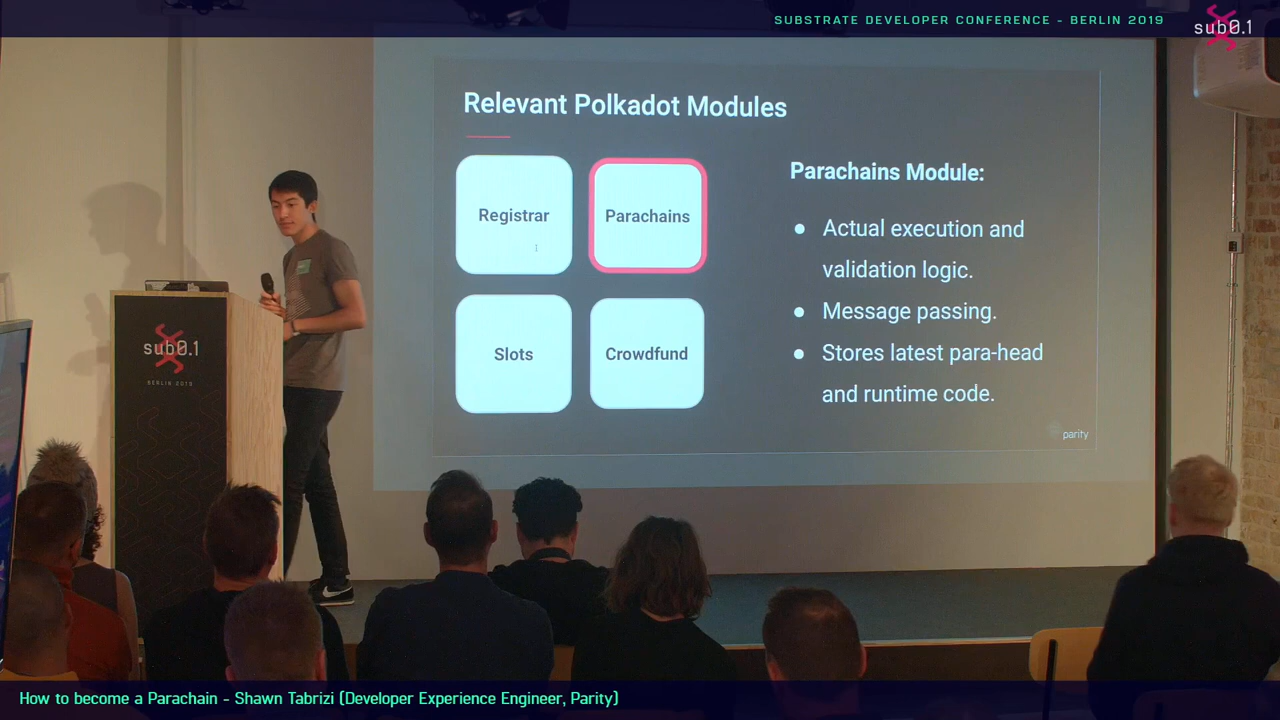 SUBSTRATE DEVELOPER CONFERENCE - BERLIN 2019
sub0.1
Relevant Polkadot Modules
Registrar
Parachains
Slots
Crowdfund
Parachains Module:
Actual execution and
validation logic.
Message passing.
Stores latest para-head
and runtime code.
parity
sub0.1
BERLIN 2019
How to become a Parachain - Shawn Tabrizi (Developer Experience Engineer, Parity)